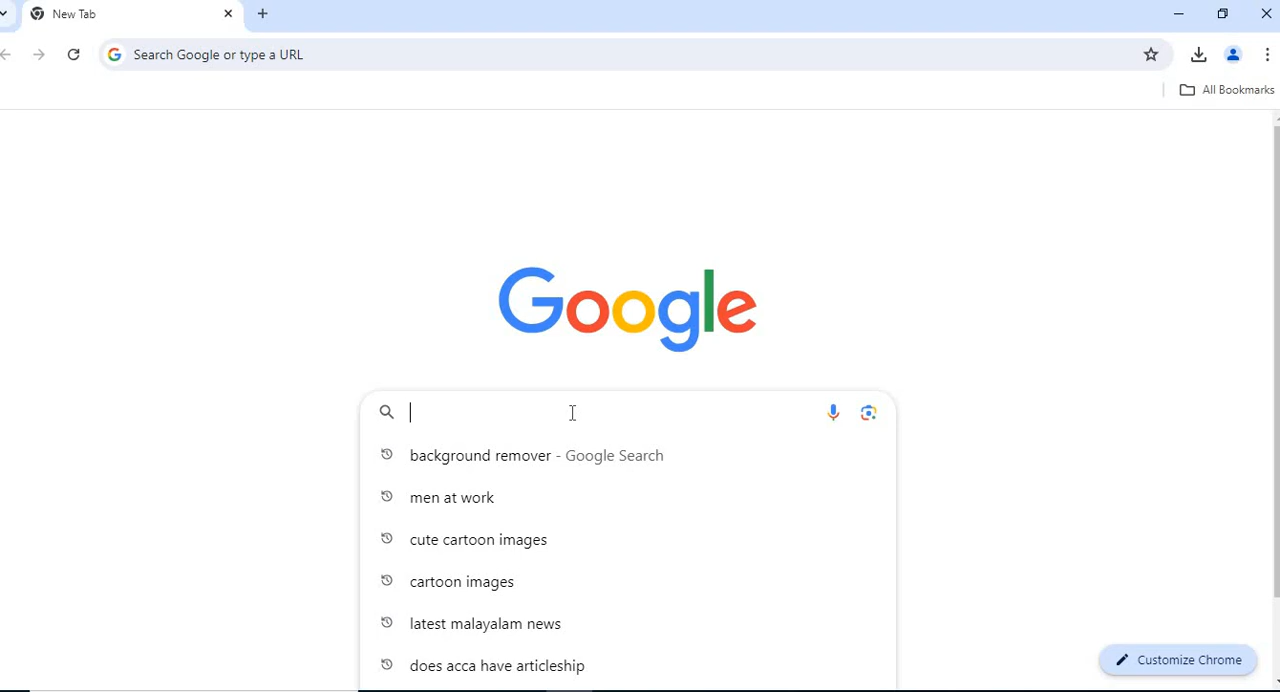 New Tab
Search Google or type a URL
All Bookmarks
Google
background remover - Google Search
men at work
cute cartoon images
cartoon images
latest malayalam news
does acca have articleship
Customize Chrome